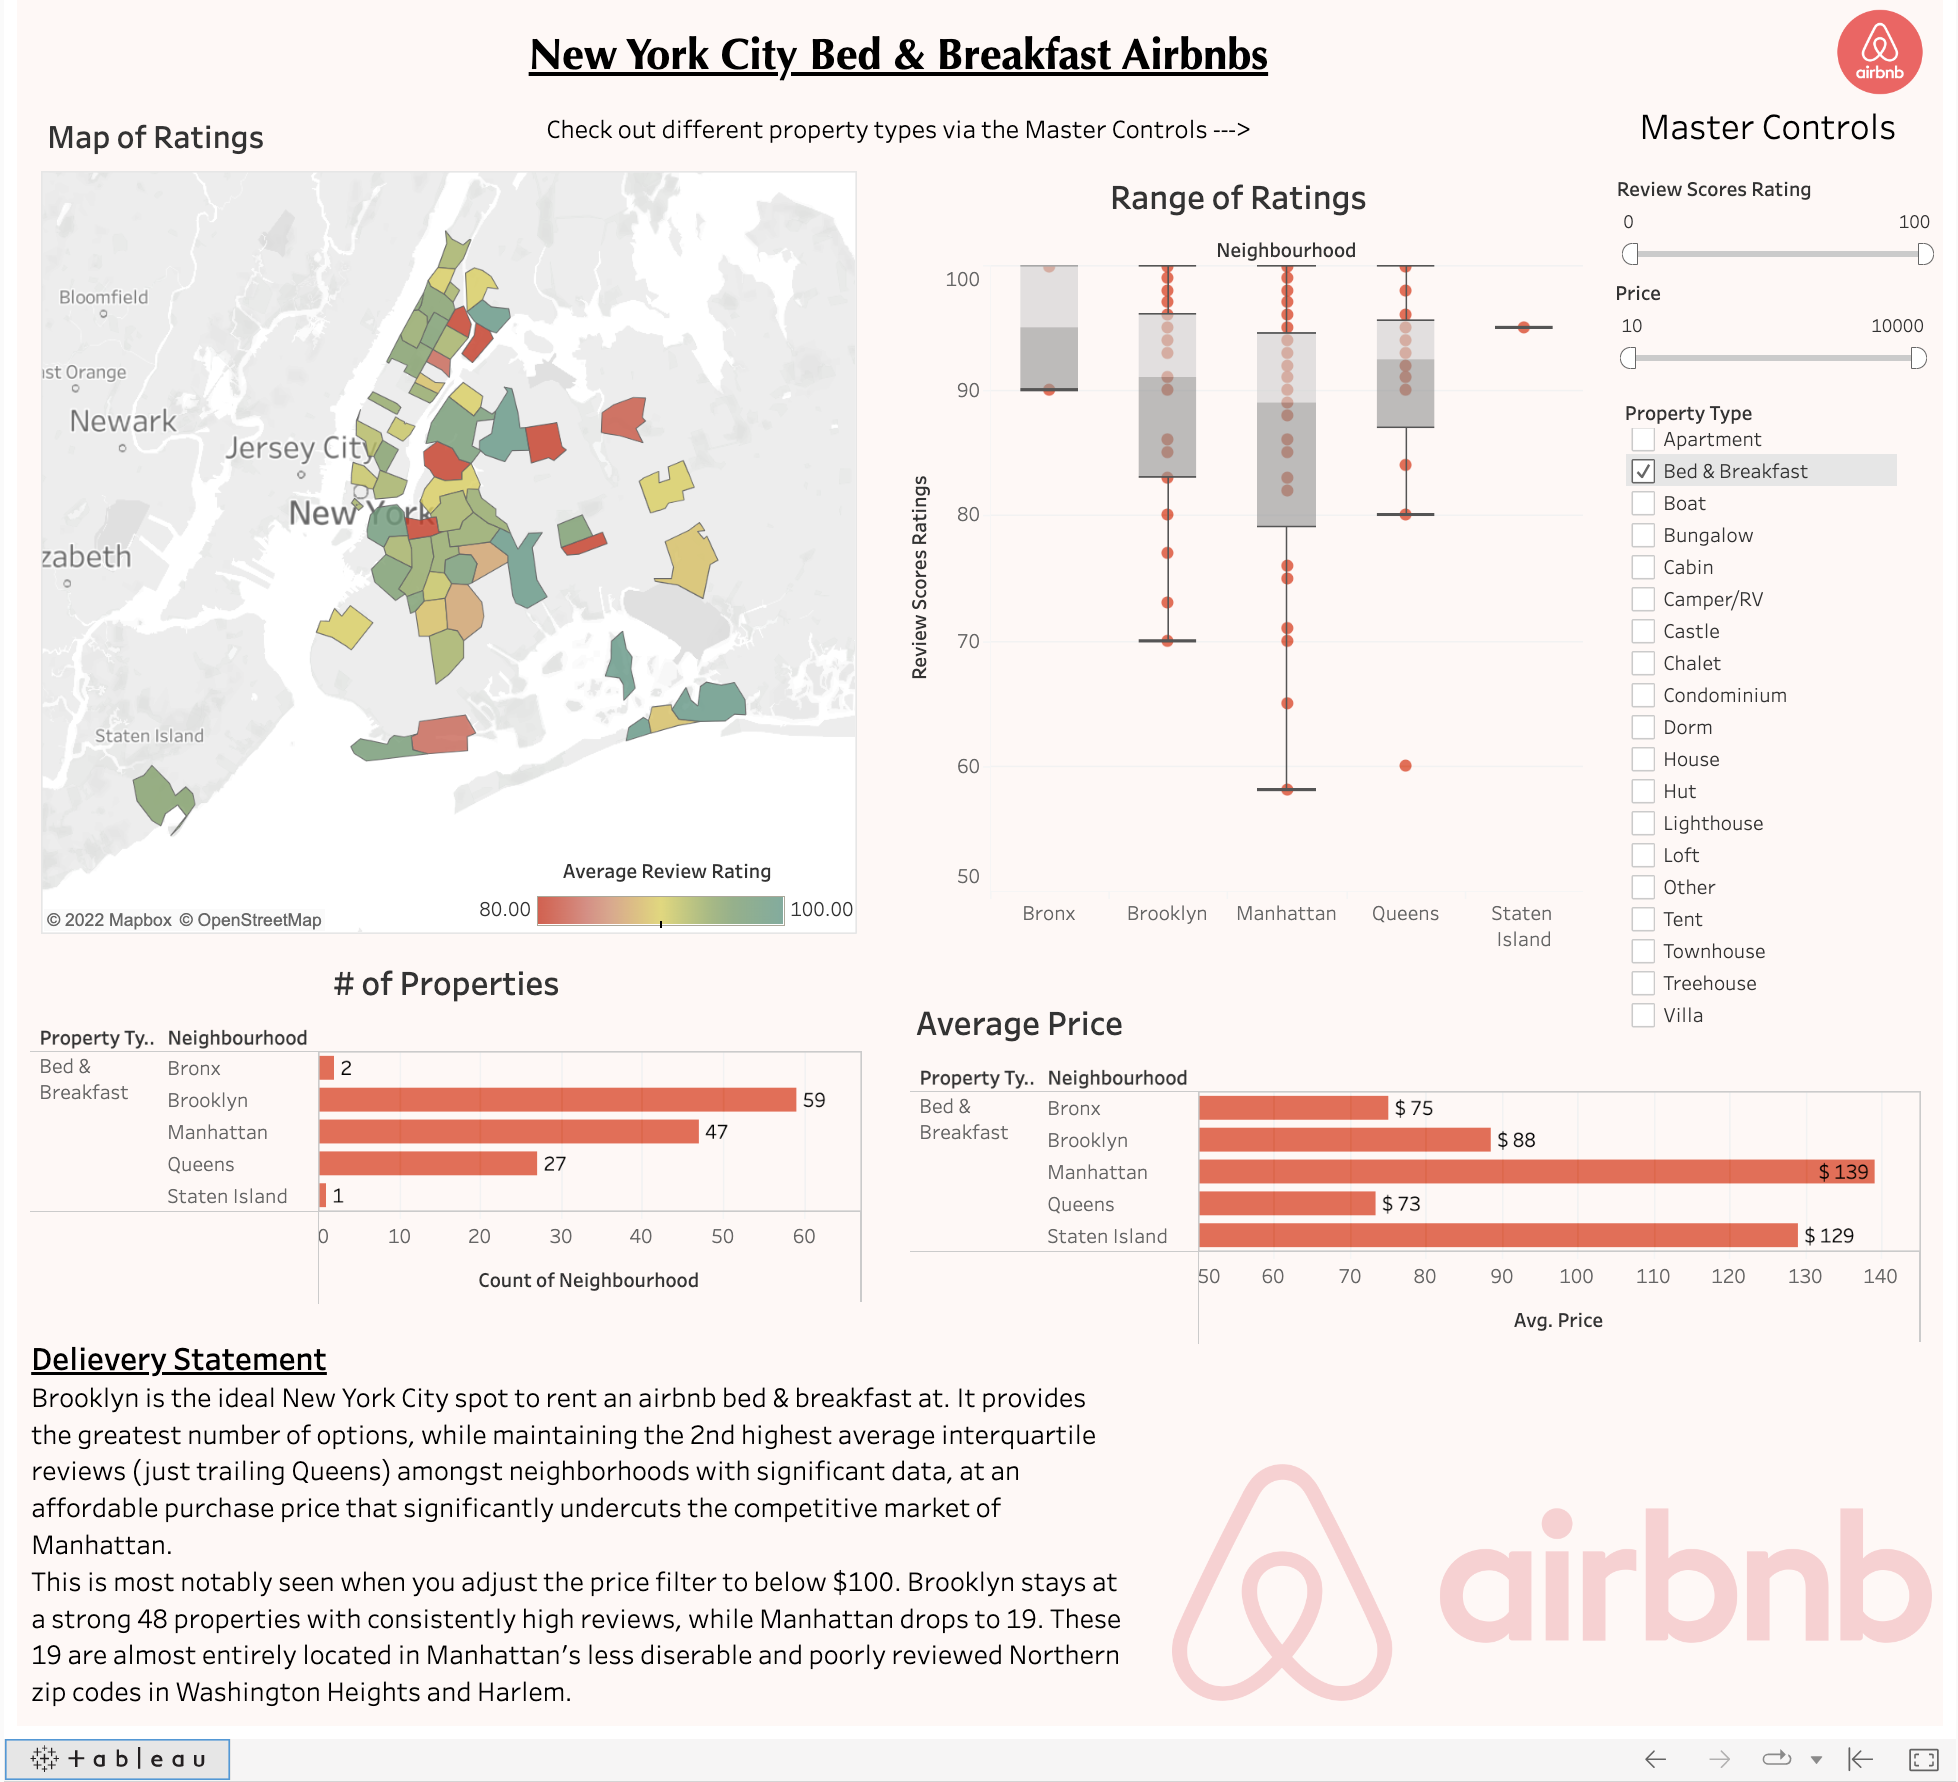 New York City Bed & Breakfast Airbnbs
airbnb
Map of Ratings
Check out different property types via the Master Controls --->
Master Controls
Bloomfield
st Orange
Newark
Jersey City
New York
zabeth
Staten Island
Average Review Rating
80.00
100.00
© 2022 Mapbox © OpenStreetMap
Range of Ratings
Neighbourhood
Review Scores Ratings
100
90
80
70
60
50
Bronx
Brooklyn
Manhattan
Queens
Staten
Island
Review Scores Rating
0
100
Price
10
10000
Property Type
Apartment
Bed & Breakfast
Boat
Bungalow
Cabin
Camper/RV
Castle
Chalet
Condominium
Dorm
House
Hut
Lighthouse
Loft
Other
Tent
Townhouse
Treehouse
Villa
# of Properties
Property Ty.. Neighbourhood
Bed &
Breakfast
Bronx 2
Brooklyn 59
Manhattan 47
Queens 27
Staten Island 1
0 10 20 30 40 50 60
Count of Neighbourhood
Average Price
Property Ty.. Neighbourhood
Bed &
Breakfast
Bronx $ 75
Brooklyn $ 88
Manhattan $ 139
Queens $ 73
Staten Island $ 129
50 60 70 80 90 100 110 120 130 140
Avg. Price
Delievery Statement
Brooklyn is the ideal New York City spot to rent an airbnb bed & breakfast at. It provides
the greatest number of options, while maintaining the 2nd highest average interquartile
reviews (just trailing Queens) amongst neighborhoods with significant data, at an
affordable purchase price that significantly undercuts the competitive market of
Manhattan.
This is most notably seen when you adjust the price filter to below $100. Brooklyn stays at
a strong 48 properties with consistently high reviews, while Manhattan drops to 19. These
19 are almost entirely located in Manhattan's less diserable and poorly reviewed Northern
zip codes in Washington Heights and Harlem.
airbnb
+ a b l e a u